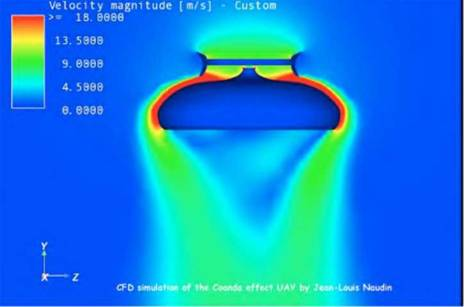 Velocity magnitude [m/s] - Custom
>= 18.0000
13.5000
9.0000
4.5000
0.0000
Y
X Z
CFD simulation of the Coanda effect UAV by Jean-Louis Naudin